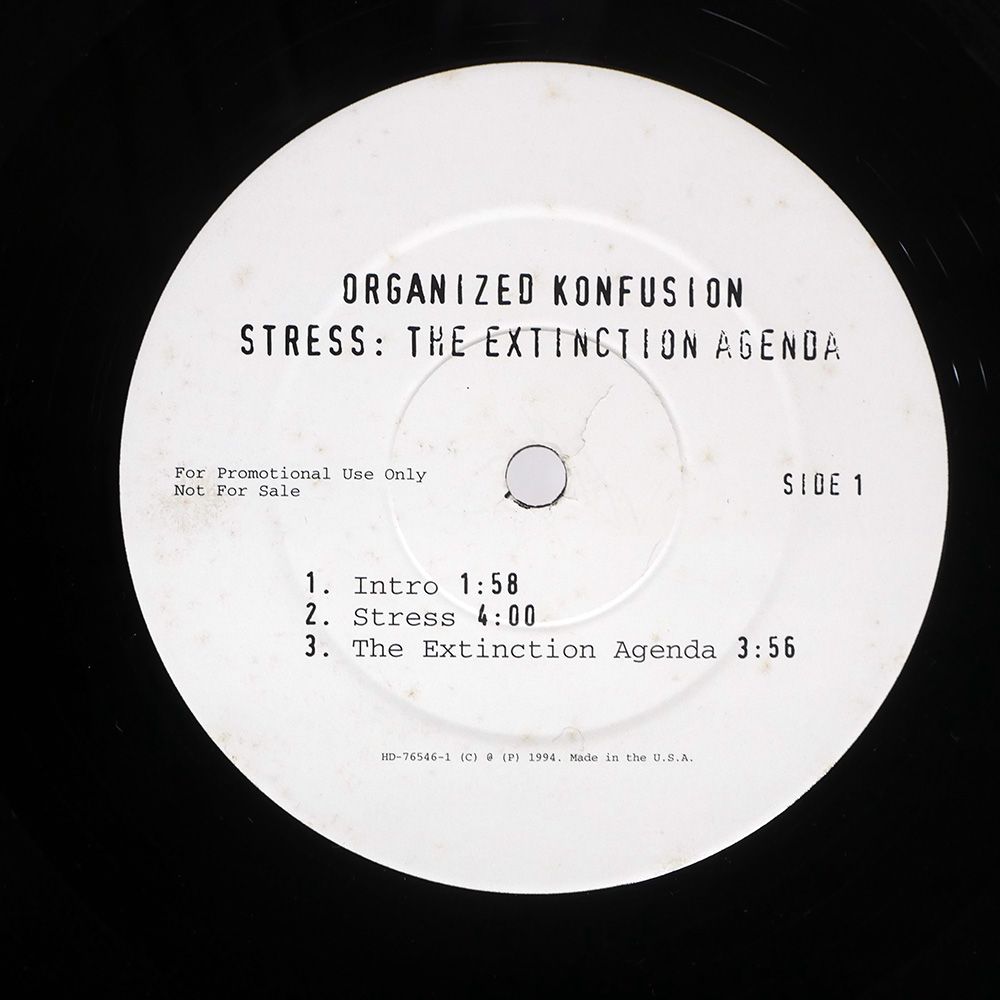 ORGANIZED KONFUSION
STRESS: THE EXTINCTION AGENDA
For Promotional Use Only
Not For Sale
SIDE 1
1. Intro 1:58
2. Stress 4:00
3. The Extinction Agenda 3:56
HD-76546-1 (C) @ (P) 1994. Made in the U.S.A.